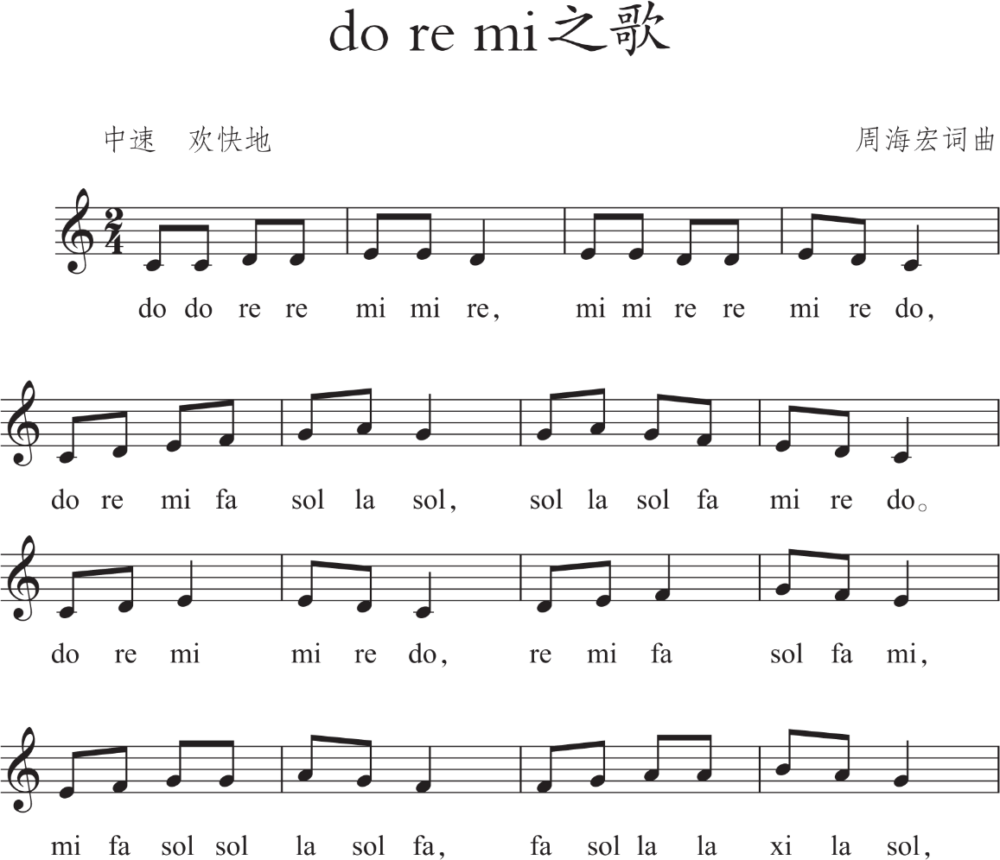 do re mi之歌
中速 欢快地 周海宏词曲
2
4
do do re re mi mi re, mi mi re re mi re do,
do re mi fa sol la sol, sol la sol fa mi re do。
do re mi mi re do, re mi fa sol fa mi,
mi fa sol sol la sol fa, fa sol la la xi la sol,